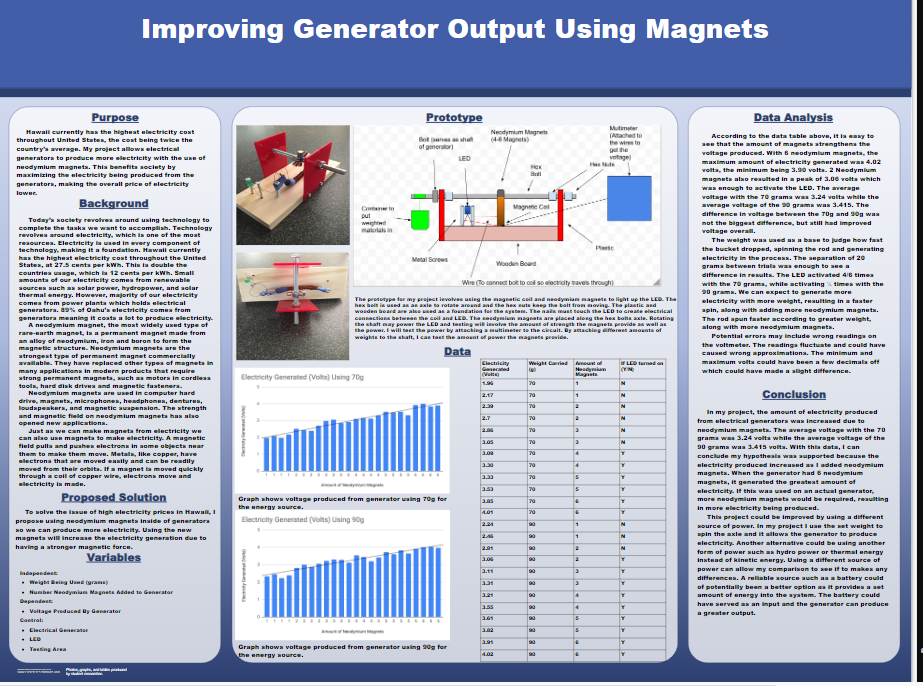 Improving Generator Output Using Magnets
Purpose
Hawaii currently has the highest electricity cost
throughout United States, the cost being twice the
country's average. My project allows electrical
generators to produce more electricity with the use of
neodymium magnets. This benefits society by
maximizing the electricity being produced from the
generators, making the overall price of electricity
lower.
Background
Today's society revolves around using technology to
complete the tasks we want to accomplish. Technology
revolves around electricity, which is one of the most
resources. Electricity is used in every component of
technology, making it a foundation. Hawaii currently
has the highest electricity cost throughout the United
States, at 27.5 cents per kWh. This is double the
countries usage, which is 12 cents per kWh. Small
amounts of our electricity comes from renewable
sources such as solar power, hydropower, and solar
thermal energy. However, majority of our electricity
comes from power plants which holds electrical
generators. 89% of Oahu's electricity comes from
generators meaning it costs a lot to produce electricity.
A neodymium magnet, the most widely used type of
rare-earth magnet, is a permanent magnet made from
an alloy of neodymium, iron and boron to form the
magnetic structure. Neodymium magnets are the
strongest type of permanent magnet commercially
available. They have replaced other types of magnets in
many applications in modern products that require
strong permanent magnets, such as motors in cordless
tools, hard disk drives and magnetic fasteners.
Neodymium magnets are used in computer hard
drive, magnets, microphones, headphones, dentures,
loudspeakers, and magnetic suspension. The strength
and magnetic field on neodymium magnets has also
opened new applications.
Just as we can make magnets from electricity we
can also use magnets to make electricity. A magnetic
field pulls and pushes electrons in some objects near
them to make them move. Metals, like copper, have
electrons that are moved easily and can be readily
moved from their orbits. If a magnet is moved quickly
through a coil of copper wire, electrons move and
electricity is made.
Proposed Solution
To solve the issue of high electricity prices in Hawaii, I
propose using neodymium magnets inside of generators
so we can produce more electricity. Using the new
magnets will increase the electricity generation due to
having a stronger magnetic force.
Variables
Independent:
• Weight Being Used (grams)
• Number Neodymium Magnets Added to Generator
Dependent:
• Voltage Produced By Generator
Control:
• Electrical Generator
• LED
• Testing Area
Photos, graphs, and tables produced
by student researcher.
Prototype
Bolt (serves as shaft
of generator)
Neodymium Magnets
(4-6 Magnets)
Multimeter
(Attached to
the wires to
get the
voltage)
LED
Hex
Bolt
Hex Nuts
Container to
put
weighted
materials in
Magnetic Coil
Plastic
Metal Screws
Wooden Board
Wire (To connect bolt to coil so electricity travels through)
The prototype for my project involves using the magnetic coil and neodymium magnets to light up the LED. The
hex bolt is used as an axle to rotate around and the hex nuts keep the bolt from moving. The plastic and
wooden board are also used as a foundation for the system. The nails must touch the LED to create electrical
connections between the coil and LED. The neodymium magnets are placed along the hex bolts axle. Rotating
the shaft may power the LED and testing will involve the amount of strength the magnets provide as well as
the power. I will test the power by attaching a multimeter to the circuit. By attaching different amounts of
weights to the shaft, I can test the amount of power the magnets provide.
Data
Electricity Generated (Volts) Using 70g
Electricity Generated (Volts)
Amount of Neodymium Magnets
Graph shows voltage produced from generator using 70g for
the energy source.
Electricity Generated (Volts) Using 90g
Electricity Generated (Volts)
Amount of Neodymium Magnets
Graph shows voltage produced from generator using 90g for
the energy source.
Electricity Generated (Volts) Weight Carried (g) Amount of Neodymium Magnets If LED turned on (Y/N)
1.96 70 1 N
2.17 70 1 N
2.39 70 2 N
2.7 70 2 N
2.86 70 3 N
3.05 70 3 N
3.09 70 4 Y
3.30 70 4 Y
3.33 70 5 Y
3.53 70 5 Y
3.85 70 6 Y
4.01 70 6 Y
2.24 90 1 N
2.46 90 1 N
2.81 90 2 N
3.06 90 2 Y
3.11 90 3 Y
3.31 90 3 Y
3.21 90 4 Y
3.55 90 4 Y
3.61 90 5 Y
3.82 90 5 Y
3.91 90 6 Y
4.02 90 6 Y
Data Analysis
According to the data table above, it is easy to
see that the amount of magnets strengthens the
voltage produced. With 6 neodymium magnets, the
maximum amount of electricity generated was 4.02
volts, the minimum being 3.90 volts. 2 Neodymium
magnets also resulted in a peak of 3.06 volts which
was enough to activate the LED. The average
voltage with the 70 grams was 3.24 volts while the
average voltage of the 90 grams was 3.415. The
difference in voltage between the 70g and 90g was
not the biggest difference, but still had improved
voltage overall.
The weight was used as a base to judge how fast
the bucket dropped, spinning the rod and generating
electricity in the process. The separation of 20
grams between trials was enough to see a
difference in results. The LED activated 4/6 times
with the 70 grams, while activating times with the
90 grams. We can expect to generate more
electricity with more weight, resulting in a faster
spin, along with adding more neodymium magnets.
The rod spun faster according to greater weight,
along with more neodymium magnets.
Potential errors may include wrong readings on
the voltmeter. The readings fluctuate and could have
caused wrong approximations. The minimum and
maximum volts could have been a few decimals off
which could have made a slight difference.
Conclusion
In my project, the amount of electricity produced
from electrical generators was increased due to
neodymium magnets. The average voltage with the 70
grams was 3.24 volts while the average voltage of the
90 grams was 3.415 volts. With this data, I can
conclude my hypothesis was supported because the
electricity produced increased as I added neodymium
magnets. When the generator had 6 neodymium
magnets, it generated the greatest amount of
electricity. If this was used on an actual generator,
more neodymium magnets would be required, resulting
in more electricity being produced.
This project could be improved by using a different
source of power. In my project I use the set weight to
spin the axle and it allows the generator to produce
electricity. Another alternative could be using another
form of power such as hydro power or thermal energy
instead of kinetic energy. Using a different source of
power can allow my comparison to see if to makes any
differences. A reliable source such as a battery could
of potentially been a better option as it provides a set
amount of energy into the system. The battery could
have served as an input and the generator can produce
a greater output.